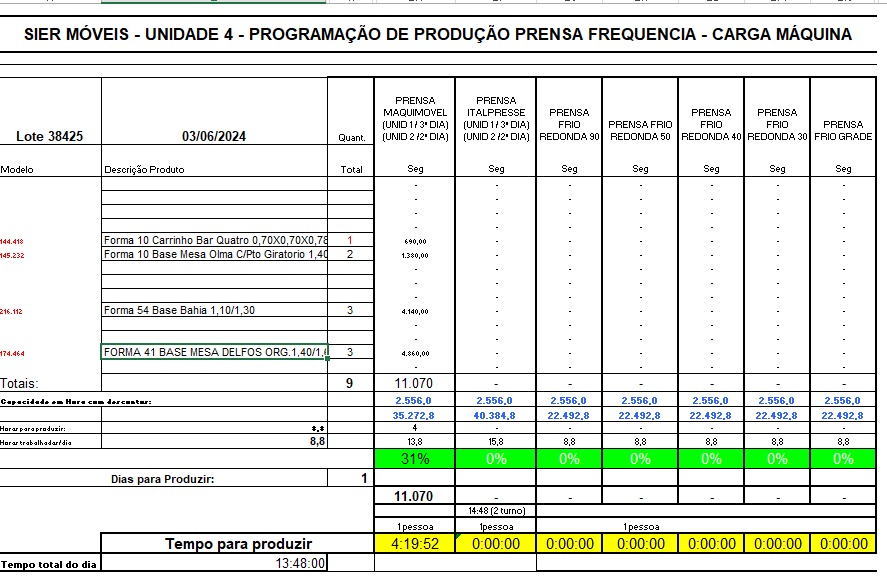 SIER MÓVEIS - UNIDADE 4 - PROGRAMAÇÃO DE PRODUÇÃO PRENSA FREQUENCIA - CARGA MÁQUINA
Lote 38425 03/06/2024 Quant. PRENSA MAQUIMOVEL (UNID 1 / 3ª DIA) (UNID 2 /2ª DIA) PRENSA ITALPRESSE (UNID 1 / 3ª DIA) (UNID 2 /2ª DIA) PRENSA FRIO REDONDA 90 PRENSA FRIO REDONDA 50 PRENSA FRIO REDONDA 40 PRENSA FRIO REDONDA 30 PRENSA FRIO GRADE
Modelo Descrição Produto Total Seg Seg Seg Seg Seg Seg Seg
- - - - - - -
- - - - - - -
- - - - - - -
- - - - - - -
144.418 Forma 10 Carrinho Bar Quatro 0,70X0,70X0,78 1 690,00 - - - - - -
145.232 Forma 10 Base Mesa Olma C/Pto Giratorio 1,40 2 1.380,00 - - - - - -
- - - - - - -
- - - - - - -
- - - - - - -
216.112 Forma 54 Base Bahia 1,10/1,30 3 4.140,00 - - - - - -
- - - - - - -
- - - - - - -
174.464 FORMA 41 BASE MESA DELFOS ORG.1,40/1,6 3 4.860,00 - - - - - -
- - - - - - -
Totais: 9 11.070 - - - - - -
Capacidade em Hora com descontar: 2.556,0 2.556,0 2.556,0 2.556,0 2.556,0 2.556,0 2.556,0
35.272,8 40.384,8 22.492,8 22.492,8 22.492,8 22.492,8 22.492,8
Horas para produzir: 8,8 4 - - - - - -
Horas trabalhadas/dia 8,8 13,8 15,8 8,8 8,8 8,8 8,8 8,8
31% 0% 0% 0% 0% 0% 0%
Dias para Produzir: 1
11.070 - - - - - -
14:48 (2 turno)
1 pessoa 1pessoa 1 pessoa
Tempo para produzir 4:19:52 0:00:00 0:00:00 0:00:00 0:00:00 0:00:00 0:00:00
Tempo total do dia 13:48:00